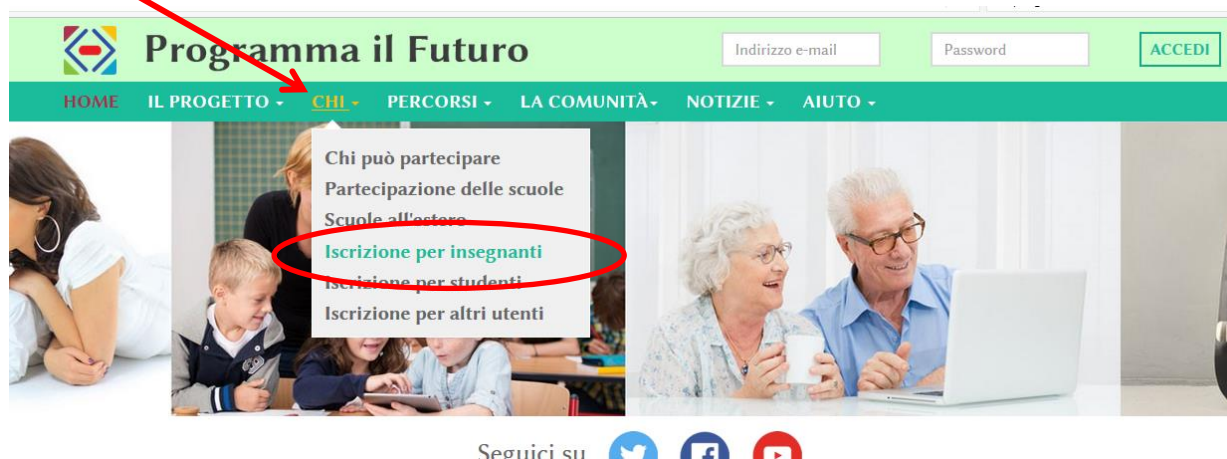 Programma il Futuro
Indirizzo e-mail
Password
ACCEDI
HOME IL PROGETTO CHI PERCORSI LA COMUNITÀ NOTIZIE AIUTO
Chi può partecipare
Partecipazione delle scuole
Scuole all'estero
Iscrizione per insegnanti
Iscrizione per studenti
Iscrizione per altri utenti
Seguici su